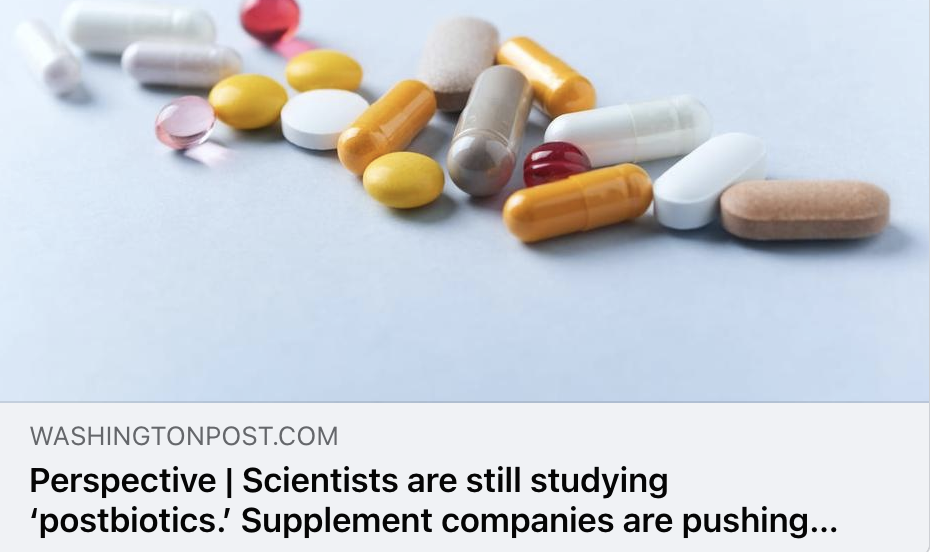 WASHINGTONPOST.COM
Perspective | Scientists are still studying
‘postbiotics.’ Supplement companies are pushing...